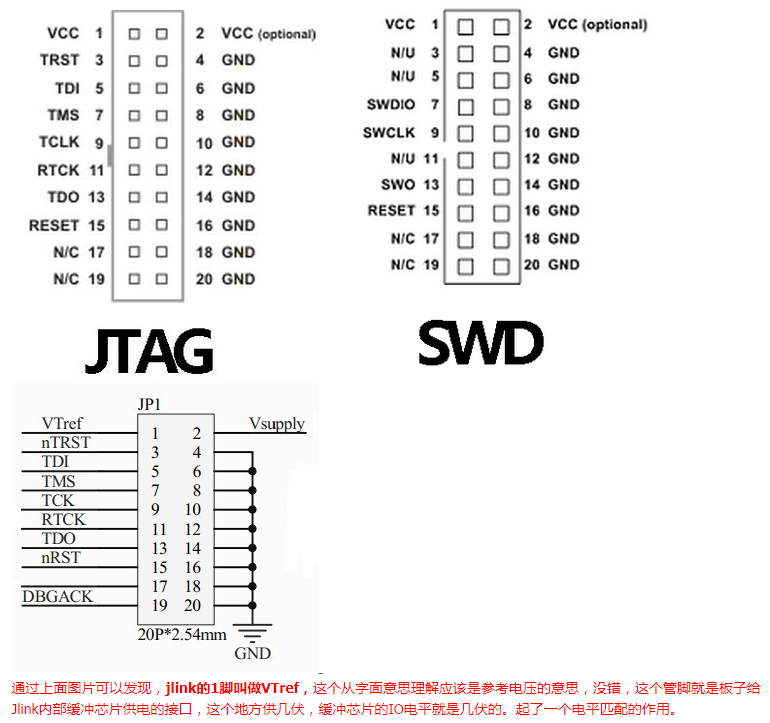 VCC 1 2 VCC (optional)
TRST 3 4 GND
TDI 5 6 GND
TMS 7 8 GND
TCLK 9 10 GND
RTCK 11 12 GND
TDO 13 14 GND
RESET 15 16 GND
N/C 17 18 GND
N/C 19 20 GND
JTAG
VCC 1 2 VCC (optional)
N/U 3 4 GND
N/U 5 6 GND
SWDIO 7 8 GND
SWCLK 9 10 GND
N/U 11 12 GND
SWO 13 14 GND
RESET 15 16 GND
N/C 17 18 GND
N/C 19 20 GND
SWD
JP1
VTref 1 2 Vsupply
nTRST 3 4
TDI 5 6
TMS 7 8
TCK 9 10
RTCK 11 12
TDO 13 14
nRST 15 16
17 18
DBGACK 19 20
20P*2.54mm
GND
通过上面图片可以发现，jlink的1脚叫做VTref，这个从字面意思理解应该是参考电压的意思，没错，这个管脚就是板子给
Jlink内部缓冲芯片供电的接口，这个地方供几伏，缓冲芯片的IO电平就是几伏的。起了一个电平匹配的作用。